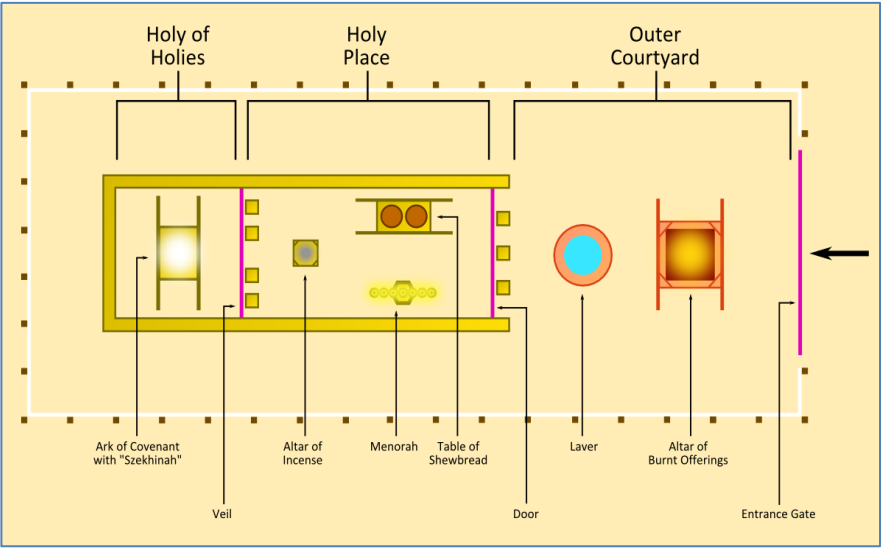 Holy of
Holies
Holy
Place
Outer
Courtyard
Ark of Covenant
with "Szekhinah"
Altar of
Incense
Menorah
Table of
Shewbread
Laver
Altar of
Burnt Offerings
Veil
Door
Entrance Gate